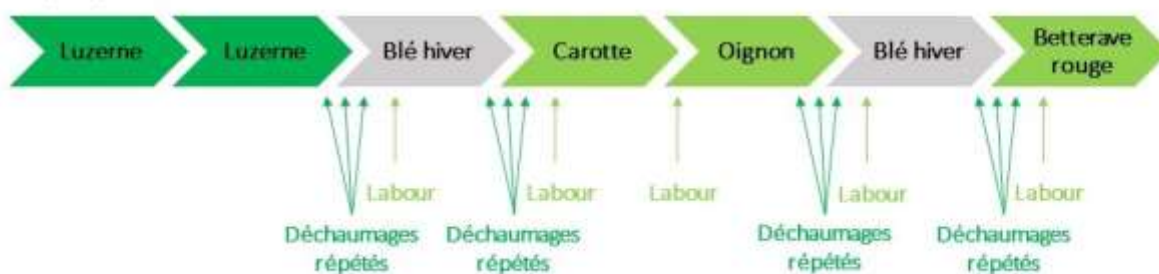 Luzerne
Luzerne
Blé hiver
Carotte
Oignon
Blé hiver
Betterave
rouge
Labour
Labour
Labour
Labour
Labour
Déchaumages
répétés
Déchaumages
répétés
Déchaumages
répétés
Déchaumages
répétés